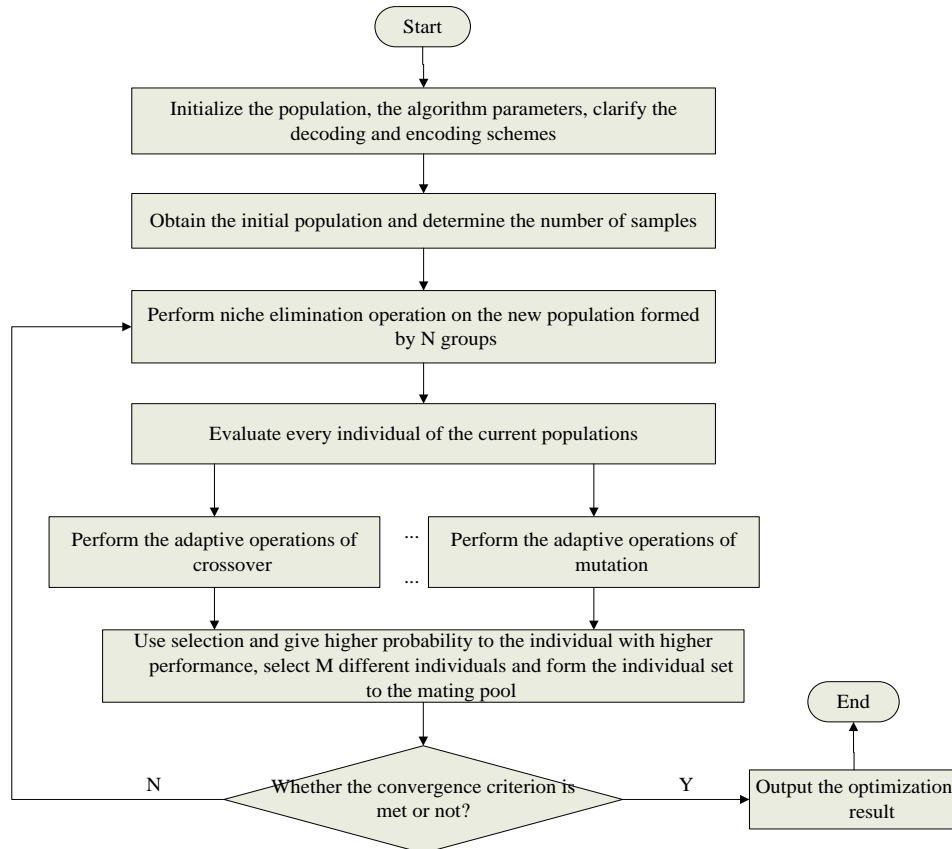 Start
Initialize the population, the algorithm parameters, clarify the
decoding and encoding schemes
Obtain the initial population and determine the number of samples
Perform niche elimination operation on the new population formed
by N groups
Evaluate every individual of the current populations
Perform the adaptive operations of
crossover
...
...
Perform the adaptive operations of
mutation
Use selection and give higher probability to the individual with higher
performance, select M different individuals and form the individual set
to the mating pool
Whether the convergence criterion is
met or not?
N
Y
Output the optimization
result
End